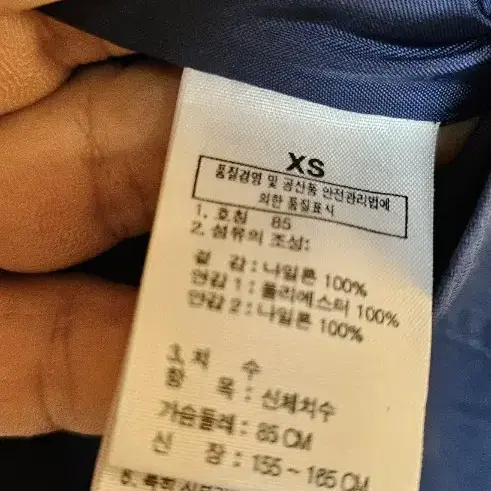 XS
품질경영 및 공산품 안전관리법에
의한 품질표시
1. 호칭 85
2. 섬유의 조성:
겉 감 : 나일론 100%
안감 1 : 폴리에스터 100%
안감 2 : 나일론 100%
3. 치 수
항 목 : 신체치수
가슴둘레 : 85 CM
신 장 : 155 ~ 165 CM